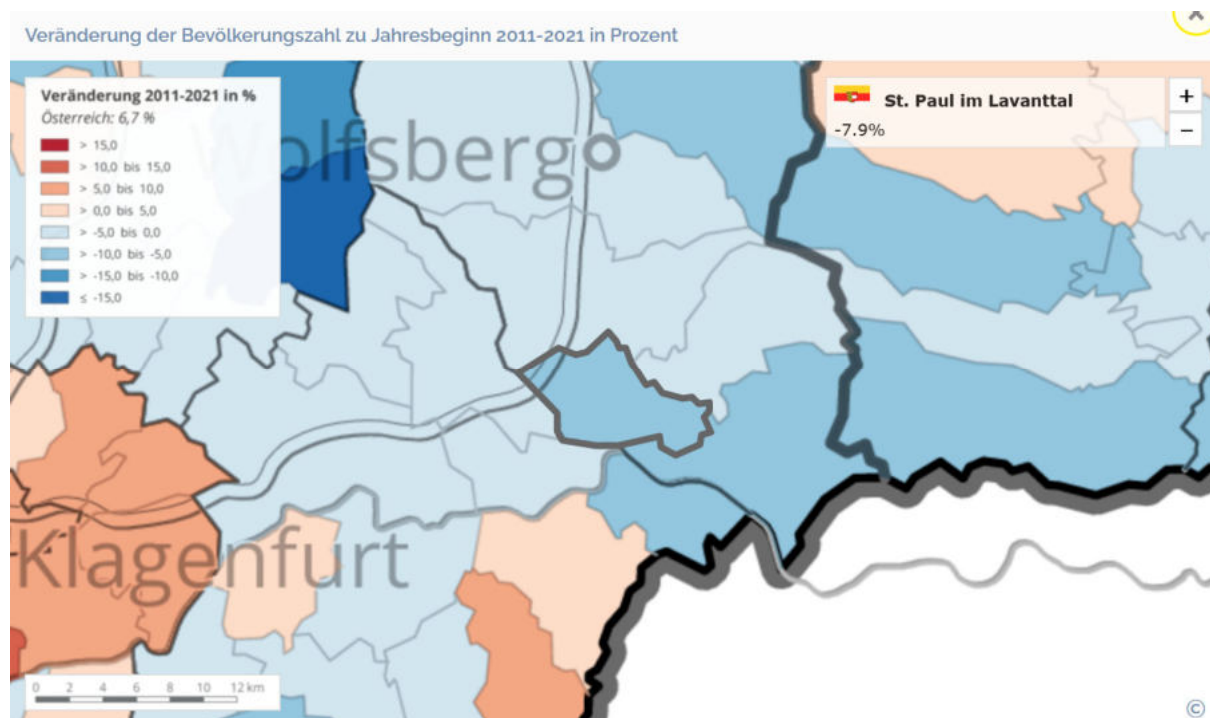 Veränderung der Bevölkerungszahl zu Jahresbeginn 2011-2021 in Prozent
Veränderung 2011-2021 in %
Österreich: 6,7 %
> 15,0
> 10,0 bis 15,0
> 5,0 bis 10,0
> 0,0 bis 5,0
> -5,0 bis 0,0
> -10,0 bis -5,0
> -15,0 bis -10,0
≤ -15,0
St. Paul im Lavanttal
-7.9%
+
−
Wolfsberg
Klagenfurt
0 2 4 6 8 10 12 km
©